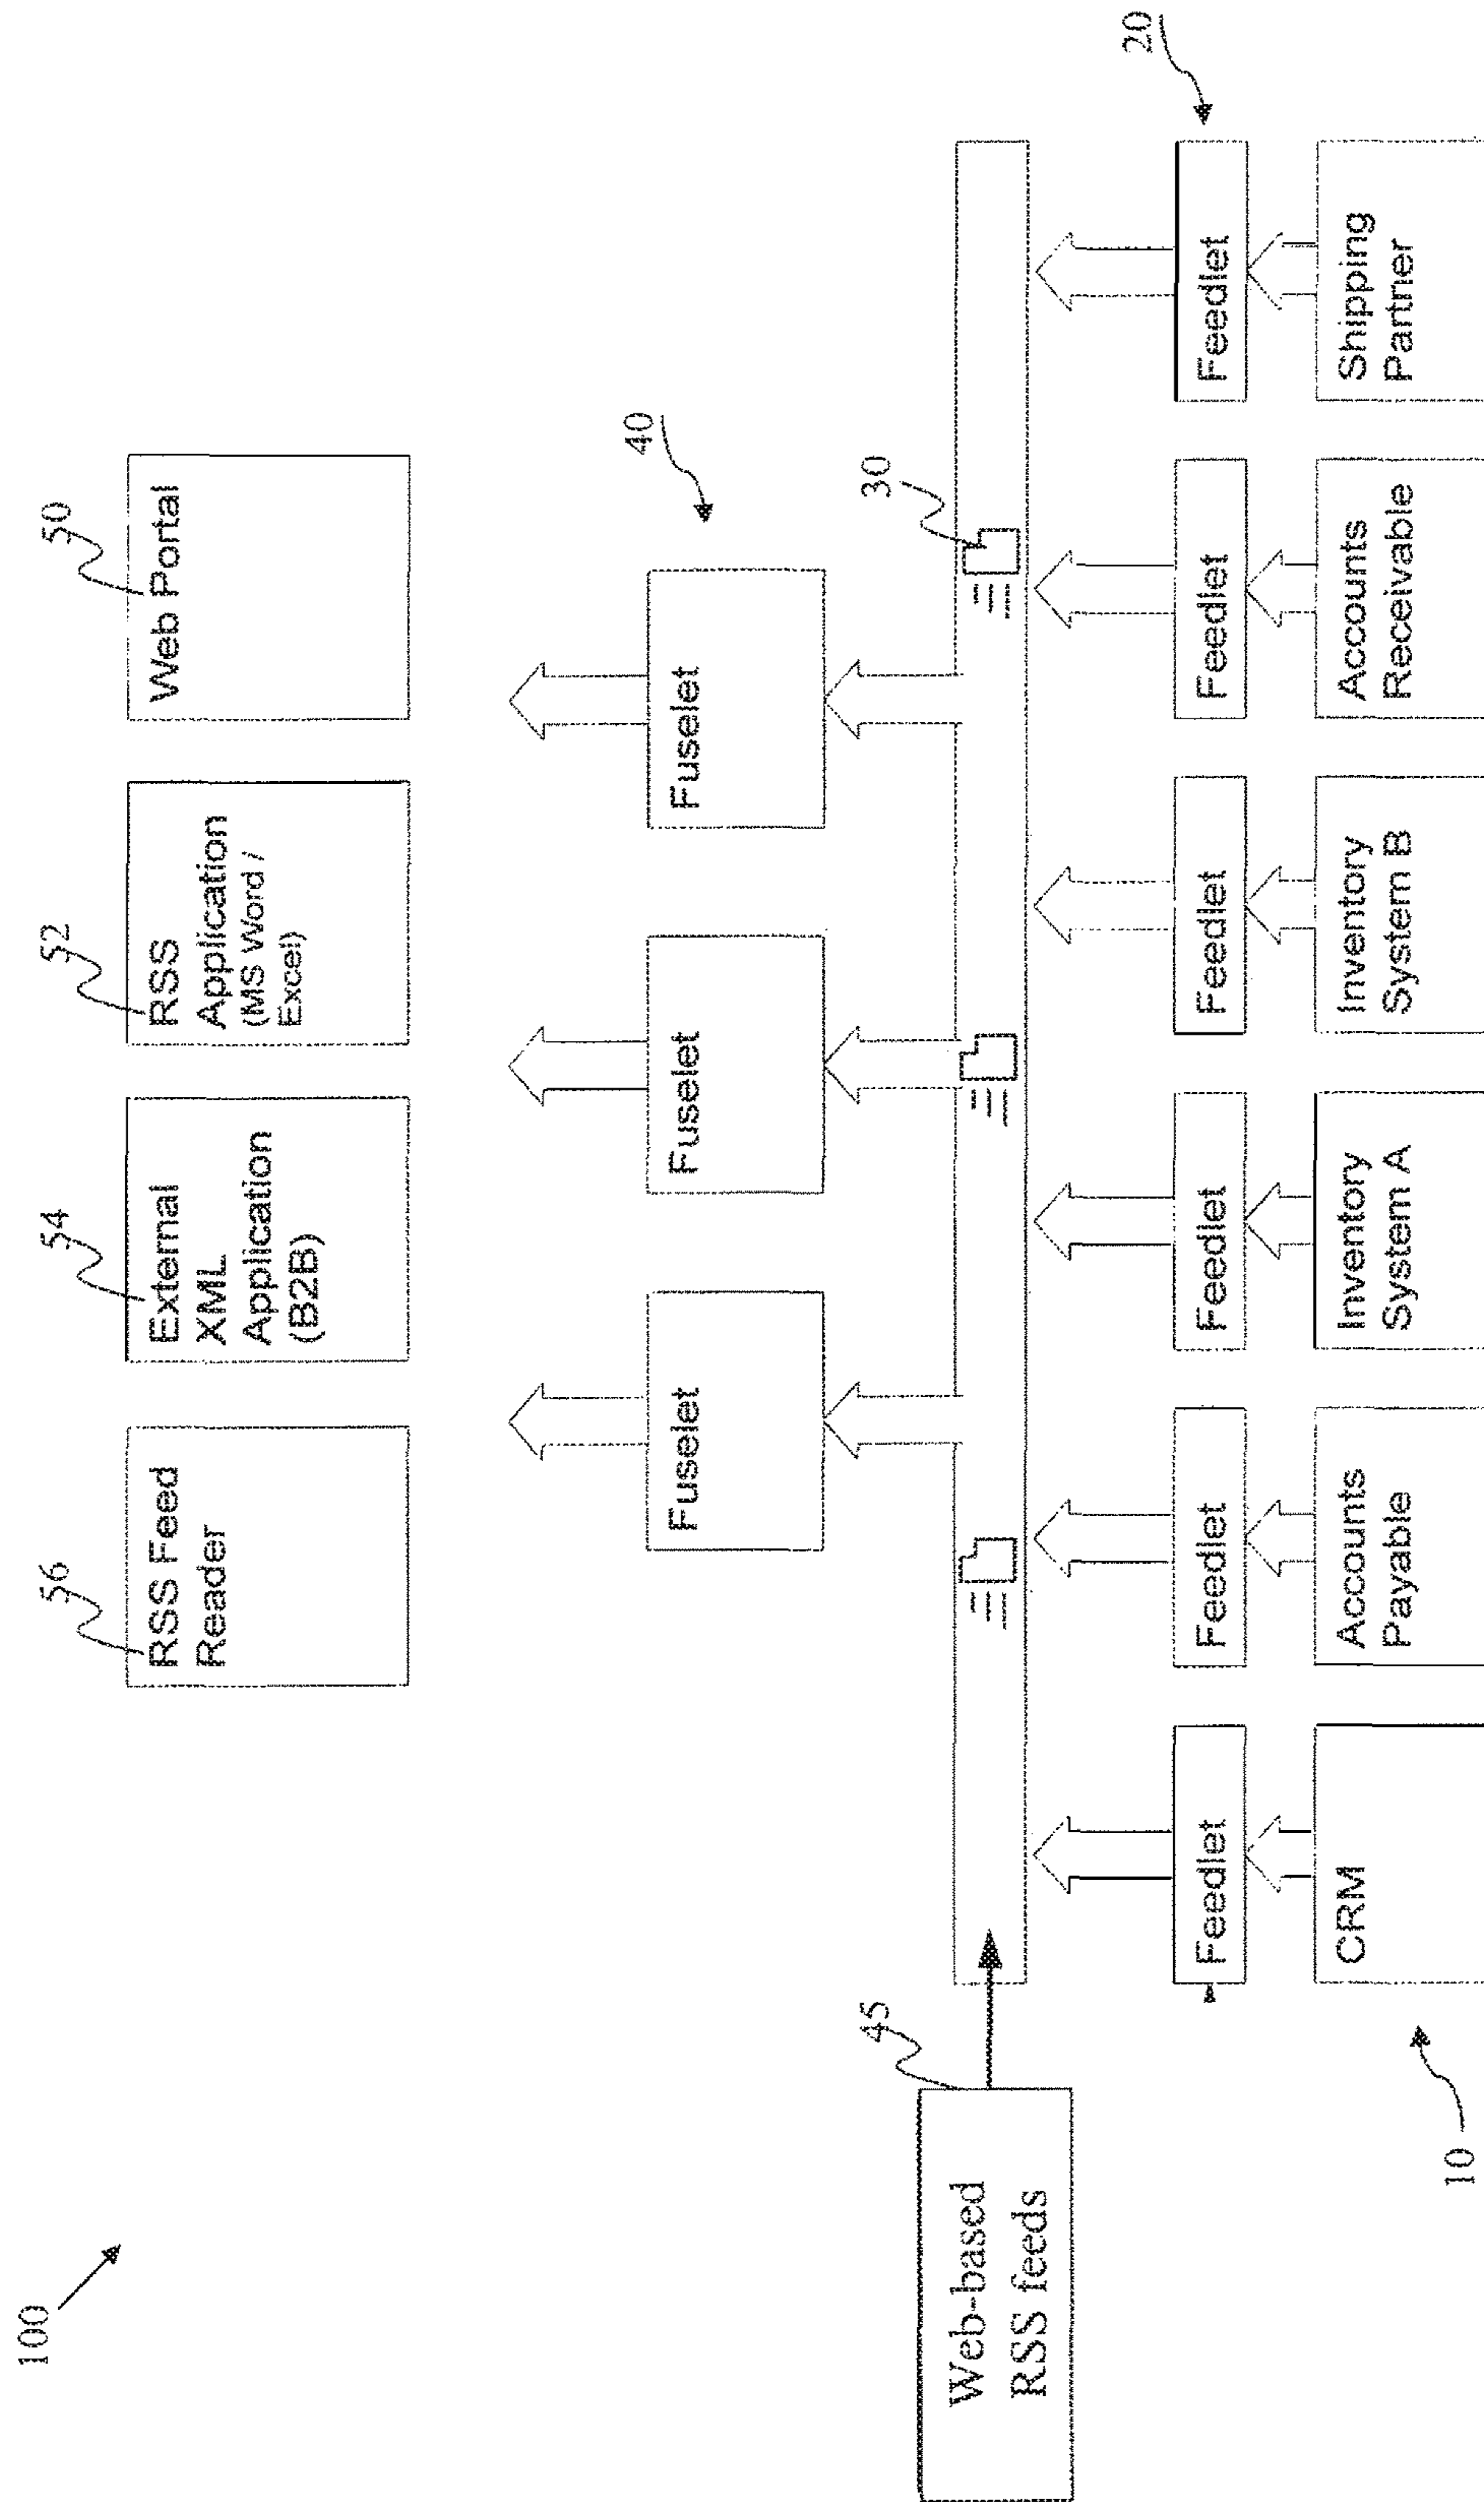 100
56
54
52
50
RSS Feed
Reader
External
XML
Application
(B2B)
RSS
Application
(MS Word /
Excel)
Web Portal
40
Fuselet
Fuselet
Fuselet
45
30
Web-based
RSS feeds
20
Feedlet
Feedlet
Feedlet
Feedlet
Feedlet
Feedlet
CRM
Accounts
Payable
Inventory
System A
Inventory
System B
Accounts
Receivable
Shipping
Partner
10